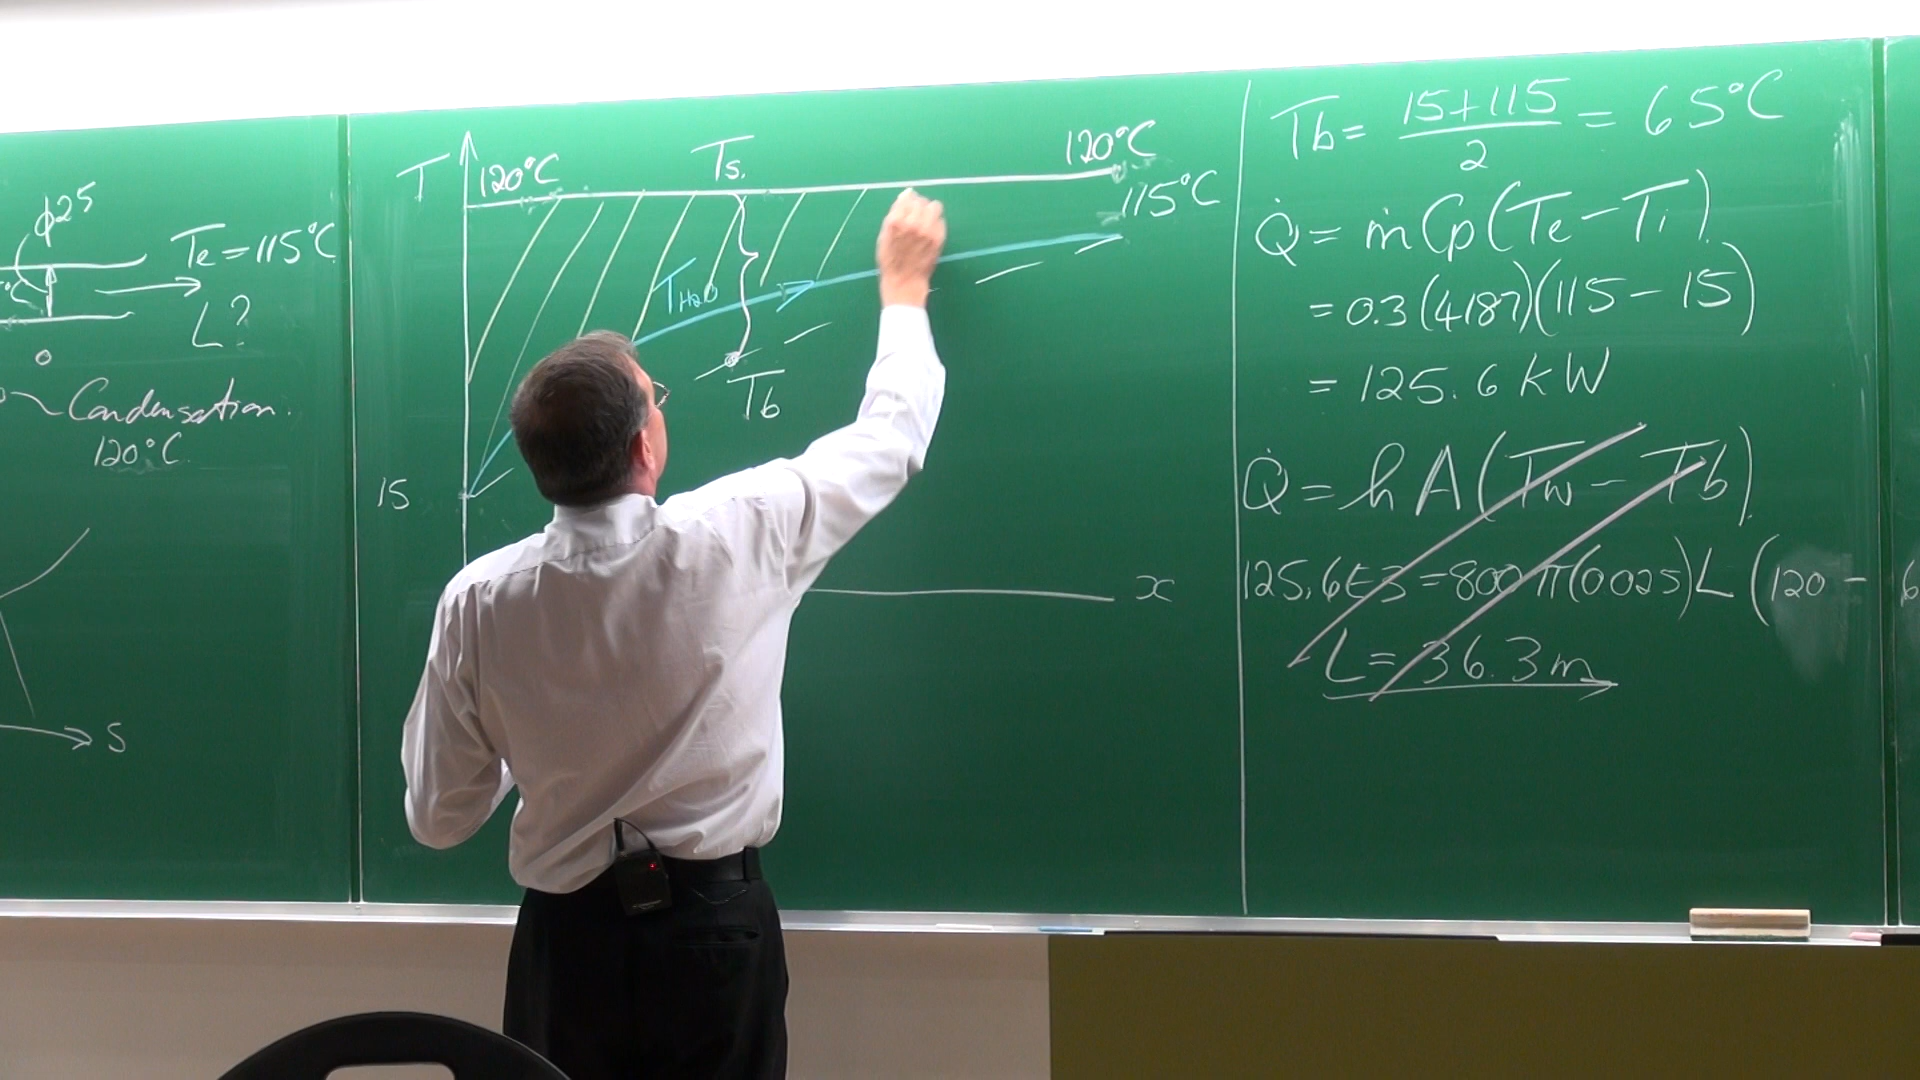 ϕ25
Te = 115°C
L?
Condensation.
120°C
S
T
120°C
Ts.
120°C
115°C
TH2O
Tb
15
x
Tb = (15+115)/2 = 65°C
Q̇ = ṁ Cp (Te − Ti)
= 0.3 (4187)(115 − 15)
= 125.6 kW
Q̇ = h A (Tw − Tb)
125.6E3 = 800 π(0.025) L (120 − 6
L = 36.3 m